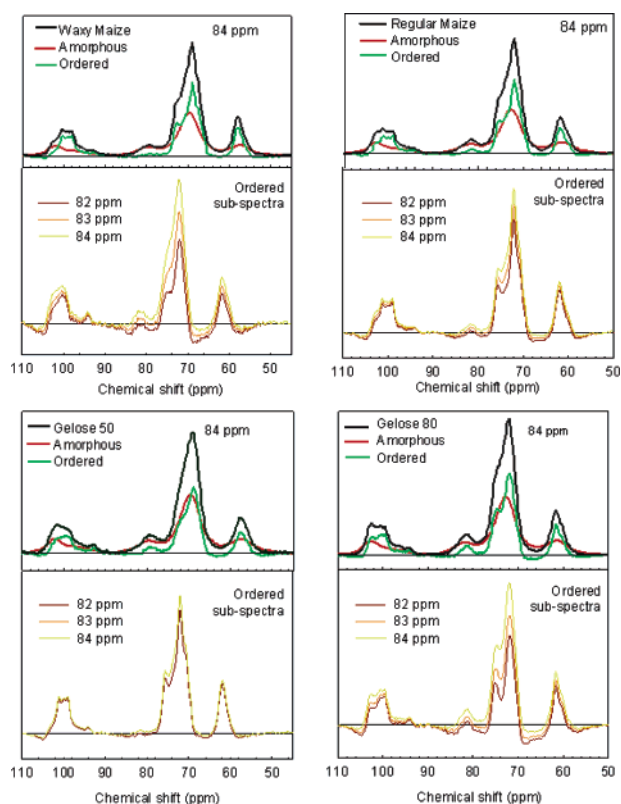 Waxy Maize
84 ppm
Amorphous
Ordered
Ordered
sub-spectra
82 ppm
83 ppm
84 ppm
110 100 90 80 70 60 50
Chemical shift (ppm)
Regular Maize
84 ppm
Amorphous
Ordered
Ordered
sub-spectra
82 ppm
83 ppm
84 ppm
110 100 90 80 70 60 50
Chemical shift (ppm)
Gelose 50
84 ppm
Amorphous
Ordered
Ordered
sub-spectra
82 ppm
83 ppm
84 ppm
110 100 90 80 70 60
Chemical shift (ppm)
Gelose 80
84 ppm
Amorphous
Ordered
Ordered
sub-spectra
82 ppm
83 ppm
84 ppm
110 100 90 80 70 60 50
Chemical shift (ppm)